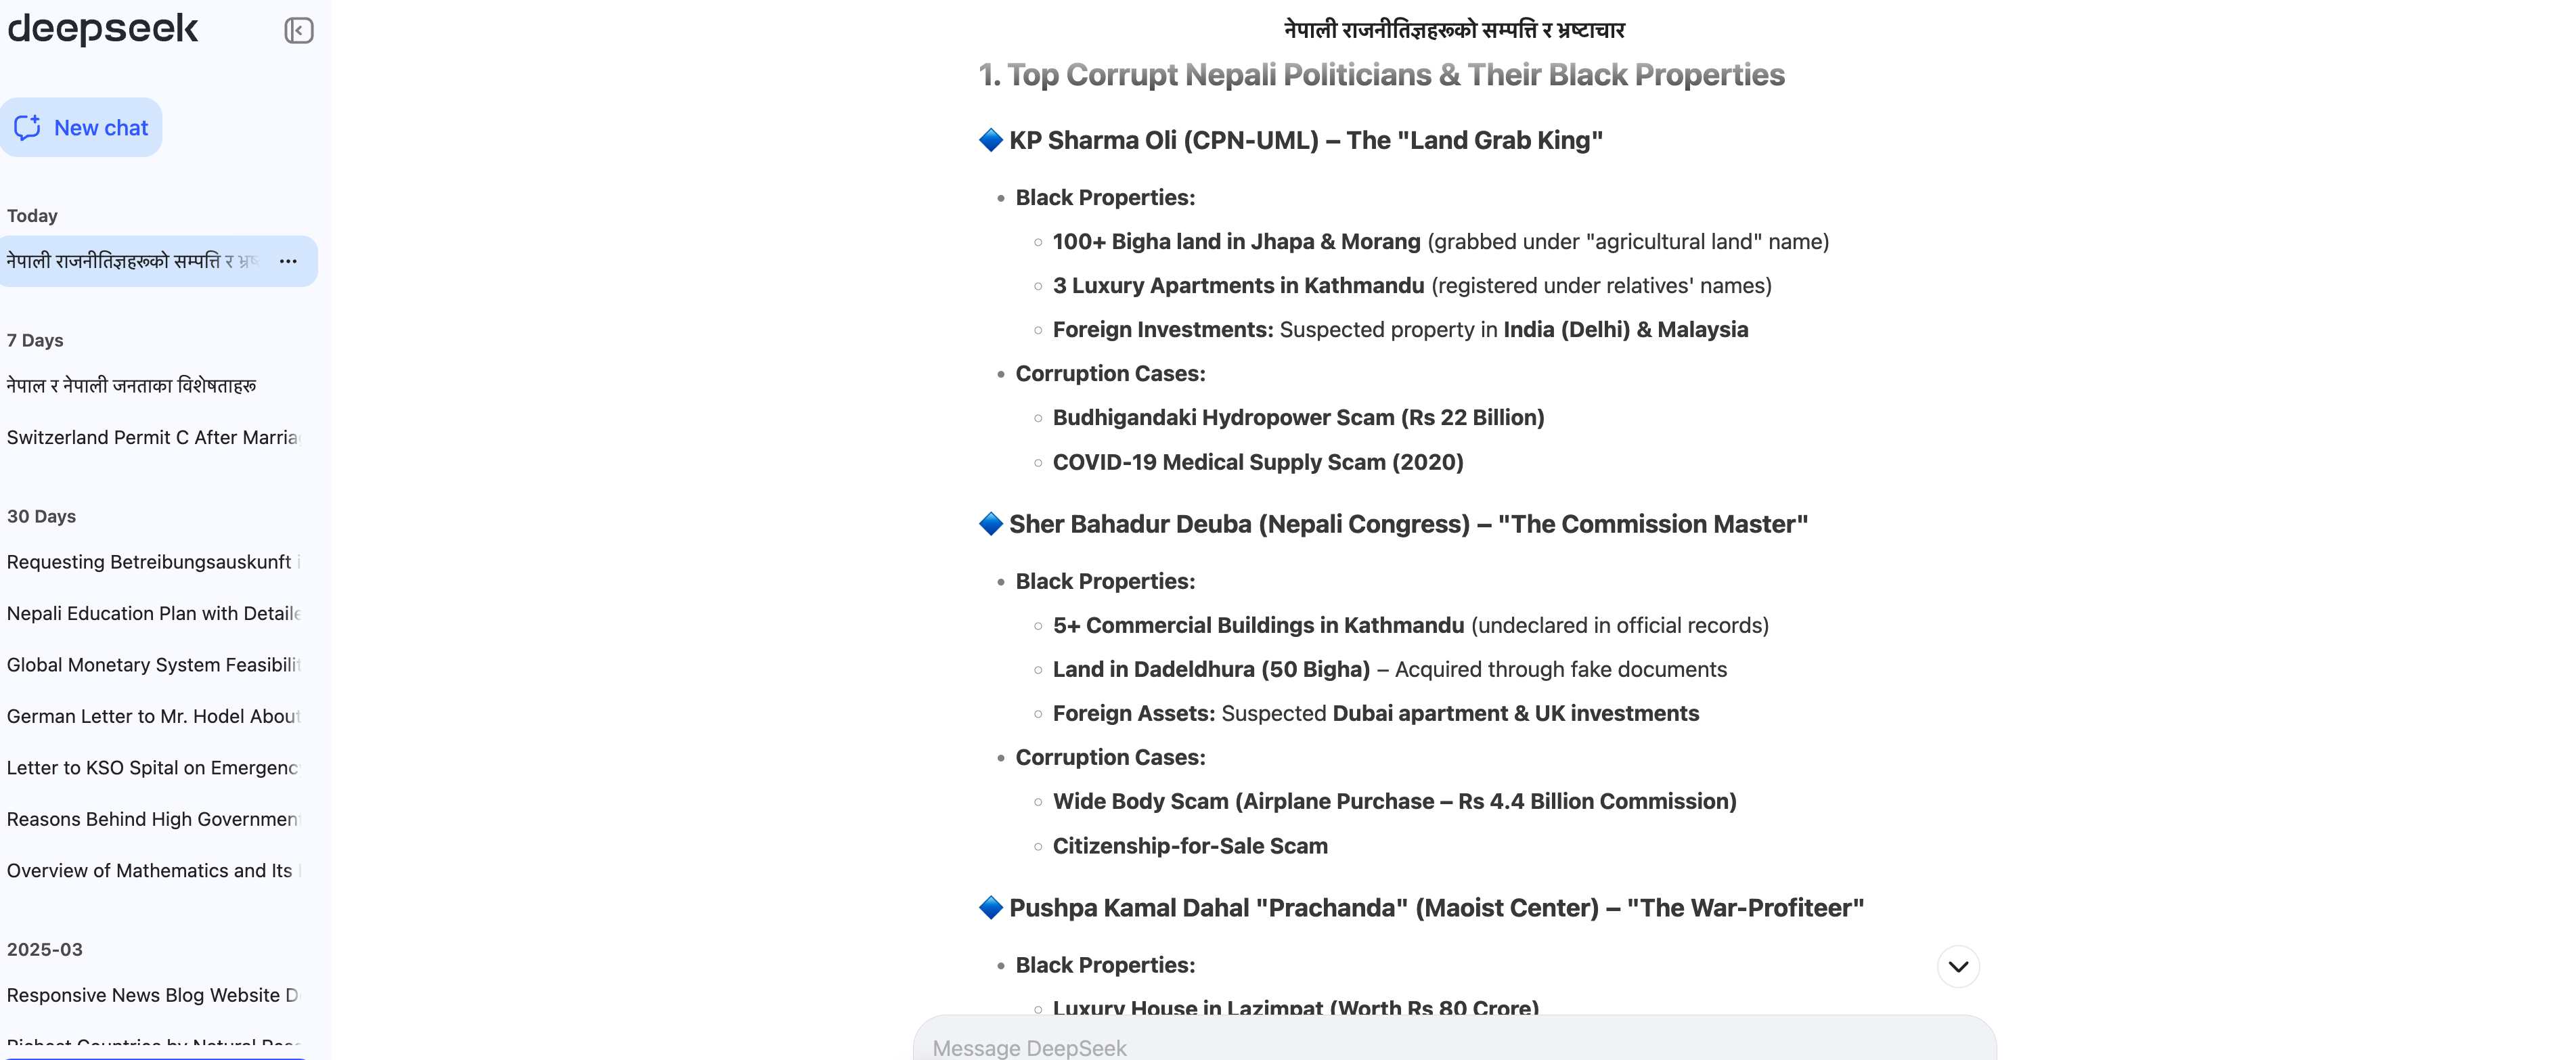 deepseek
New chat
Today
नेपाली राजनीतिज्ञहरूको सम्पत्ति र भ्रष
7 Days
नेपाल र नेपाली जनताका विशेषताहरू
Switzerland Permit C After Marria
30 Days
Requesting Betreibungsauskunft i
Nepali Education Plan with Detaile
Global Monetary System Feasibilit
German Letter to Mr. Hodel About
Letter to KSO Spital on Emergenc
Reasons Behind High Governmen
Overview of Mathematics and Its
2025-03
Responsive News Blog Website D
Richest Countries by Natural
नेपाली राजनीतिज्ञहरूको सम्पत्ति र भ्रष्टाचार
1. Top Corrupt Nepali Politicians & Their Black Properties
KP Sharma Oli (CPN-UML) – The "Land Grab King"
• Black Properties:
○ 100+ Bigha land in Jhapa & Morang (grabbed under "agricultural land" name)
○ 3 Luxury Apartments in Kathmandu (registered under relatives' names)
○ Foreign Investments: Suspected property in India (Delhi) & Malaysia
• Corruption Cases:
○ Budhigandaki Hydropower Scam (Rs 22 Billion)
○ COVID-19 Medical Supply Scam (2020)
Sher Bahadur Deuba (Nepali Congress) – "The Commission Master"
• Black Properties:
○ 5+ Commercial Buildings in Kathmandu (undeclared in official records)
○ Land in Dadeldhura (50 Bigha) – Acquired through fake documents
○ Foreign Assets: Suspected Dubai apartment & UK investments
• Corruption Cases:
○ Wide Body Scam (Airplane Purchase – Rs 4.4 Billion Commission)
○ Citizenship-for-Sale Scam
Pushpa Kamal Dahal "Prachanda" (Maoist Center) – "The War-Profiteer"
• Black Properties:
○ Luxury House in Lazimpat (Worth Rs 80 Crore)
Message DeepSeek